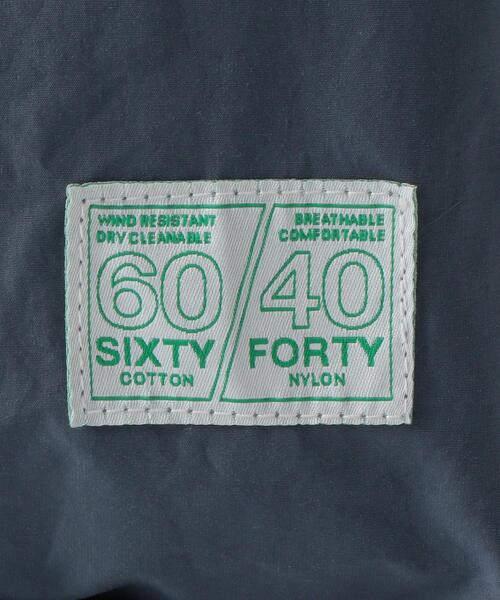 WIND RESISTANT
DRY CLEANABLE
60
SIXTY
COTTON
BREATHABLE
COMFORTABLE
40
FORTY
NYLON